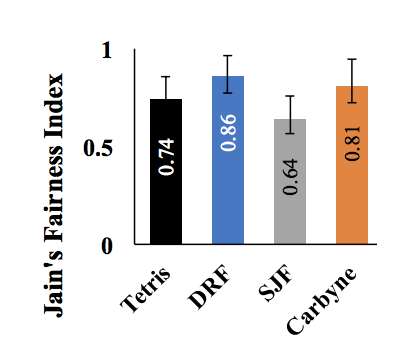 Jain's Fairness Index
1
0.5
0
0.74
0.86
0.64
0.81
Tetris
DRF
SJF
Carbyne